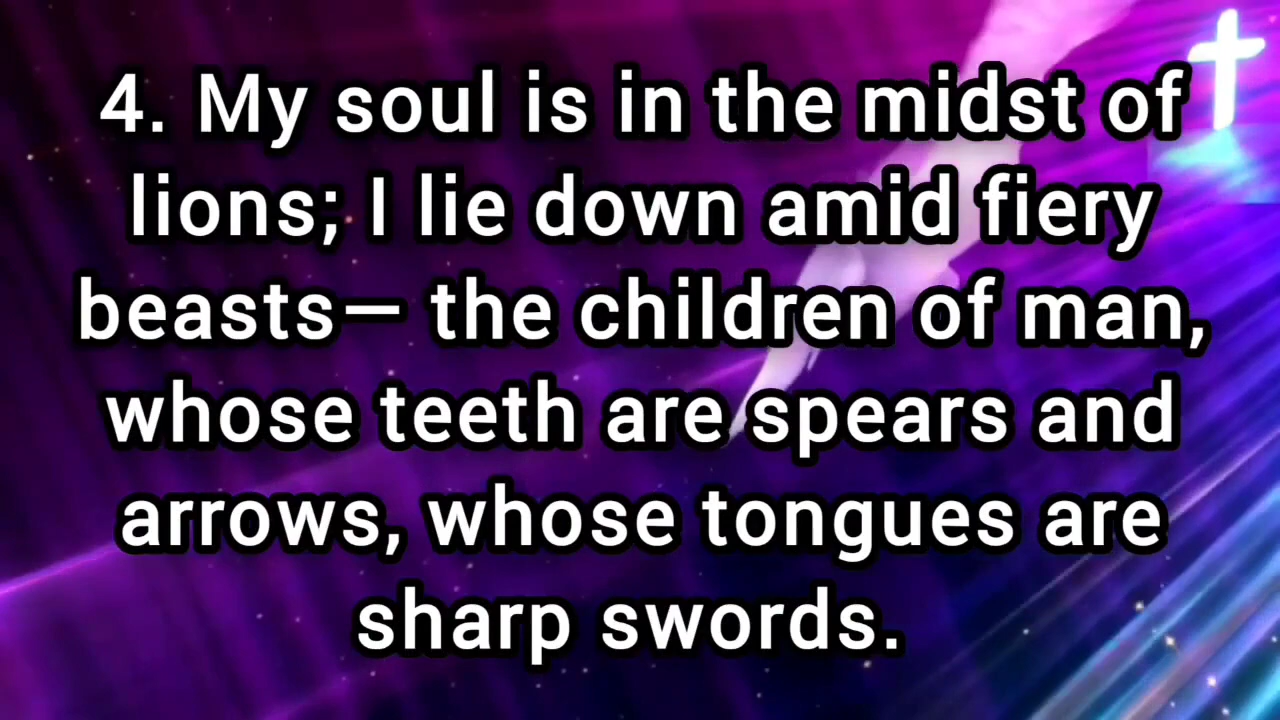 4. My soul is in the midst of
lions; I lie down amid fiery
beasts— the children of man,
whose teeth are spears and
arrows, whose tongues are
sharp swords.